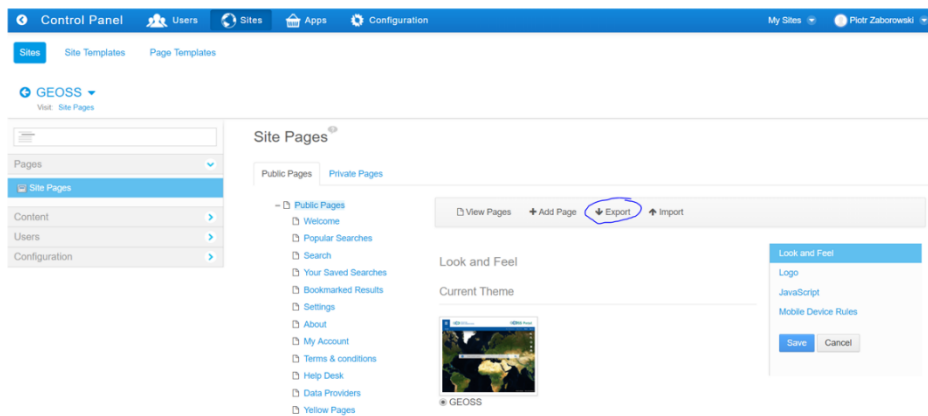 Control Panel Users Sites Apps Configuration My Sites Piotr Zaborowski
Sites Site Templates Page Templates
GEOSS
Visit: Site Pages
Site Pages
Pages
Public Pages Private Pages
Site Pages
Public Pages
View Pages Add Page Export Import
Content
Welcome
Users
Popular Searches
Configuration
Search
Look and Feel
Look and Feel
Your Saved Searches
Logo
Bookmarked Results
Current Theme
JavaScript
Settings
Mobile Device Rules
About
My Account
Save Cancel
Terms & conditions
Help Desk
Data Providers
GEOSS
Yellow Pages